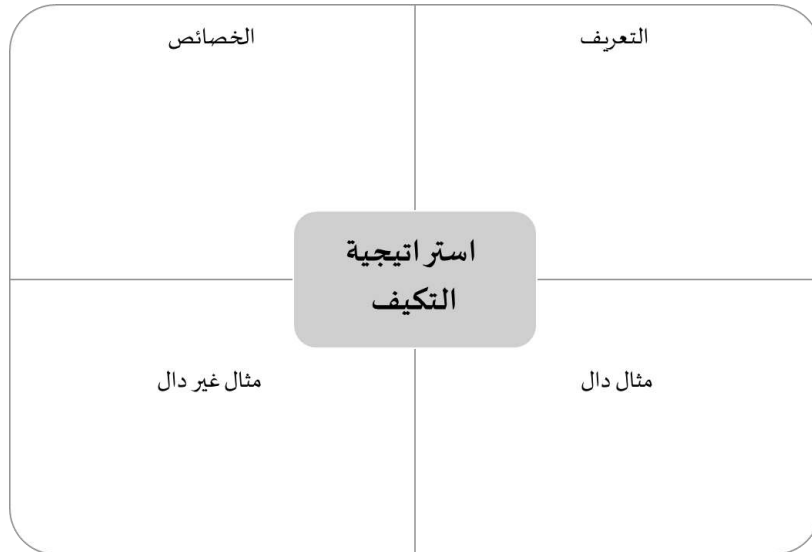 التعريف
الخصائص
استراتيجية
التكيف
مثال دال
مثال غير دال